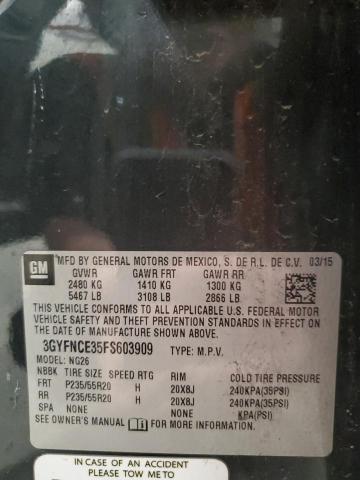 GM
MFD BY GENERAL MOTORS DE MEXICO, S. DE R.L. DE C.V. 03/15
GVWR GAWR FRT GAWR RR
2480 KG 1410 KG 1300 KG
5467 LB 3108 LB 2866 LB
THIS VEHICLE CONFORMS TO ALL APPLICABLE U.S. FEDERAL MOTOR
VEHICLE SAFETY AND THEFT PREVENTION STANDARDS IN EFFECT ON THE
DATE OF MANUFACTURE SHOWN ABOVE.
3GYFNCE35FS603909 TYPE: M.P.V.
MODEL: NG26
NBBK TIRE SIZE SPEED RTG RIM COLD TIRE PRESSURE
FRT P235/55R20 H 20X8J 240KPA(35PSI)
RR P235/55R20 H 20X8J 240KPA(35PSI)
SPA NONE NONE KPA(PSI)
SEE OWNER'S MANUAL FOR ADDITIONAL INFORMATION.
IN CASE OF AN ACCIDENT
PLEASE TOW ME TO